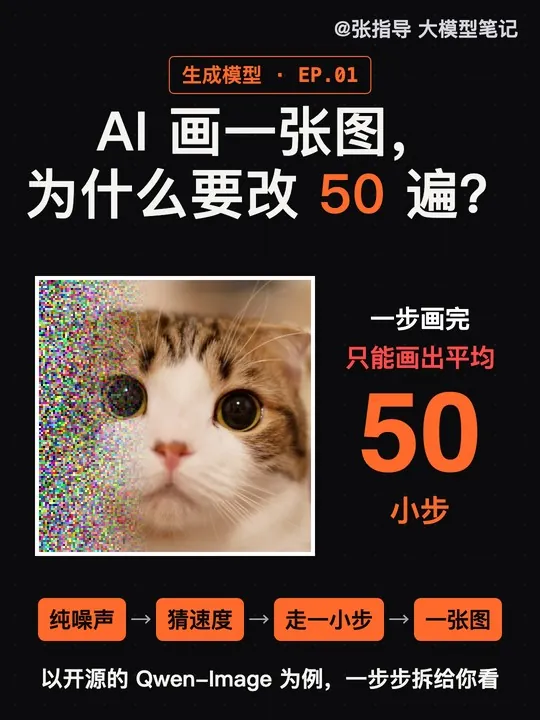 @张指导 大模型笔记
生成模型 · EP.01
AI 画一张图，
为什么要改 50 遍？
一步画完
只能画出平均
50
小步
纯噪声 → 猜速度 → 走一小步 → 一张图
以开源的 Qwen-Image 为例，一步步拆给你看